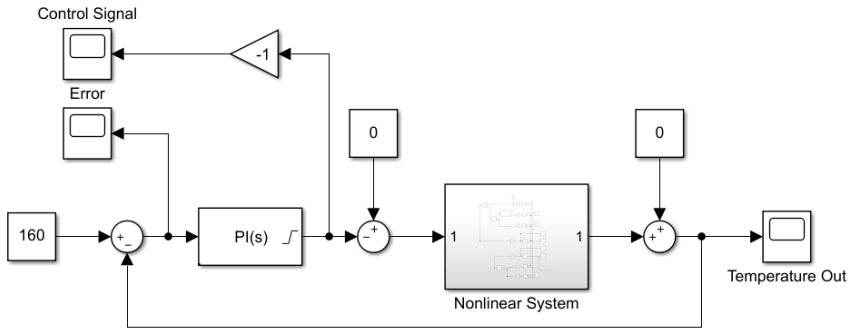 Control Signal
-1
Error
0
0
160
+
−
PI(s)
−
+
1
1
+
+
Nonlinear System
Temperature Out